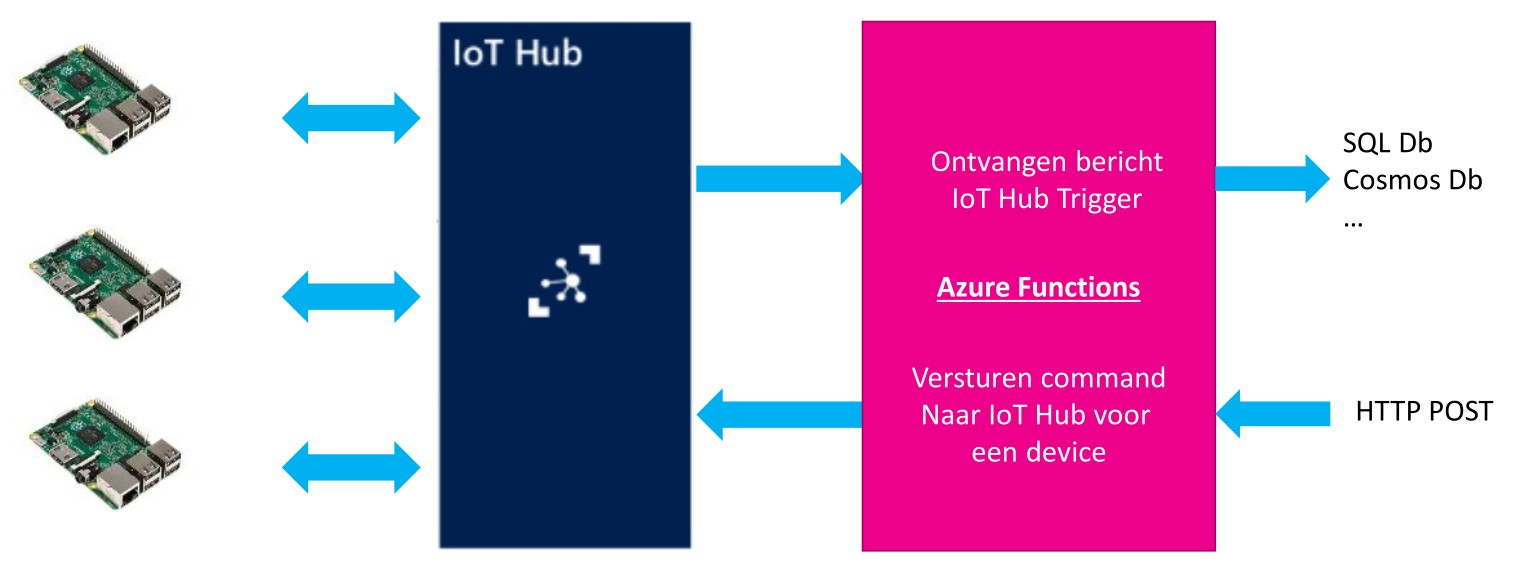 IoT Hub
Ontvangen bericht
IoT Hub Trigger
Azure Functions
Versturen command
Naar IoT Hub voor
een device
SQL Db
Cosmos Db
...
HTTP POST